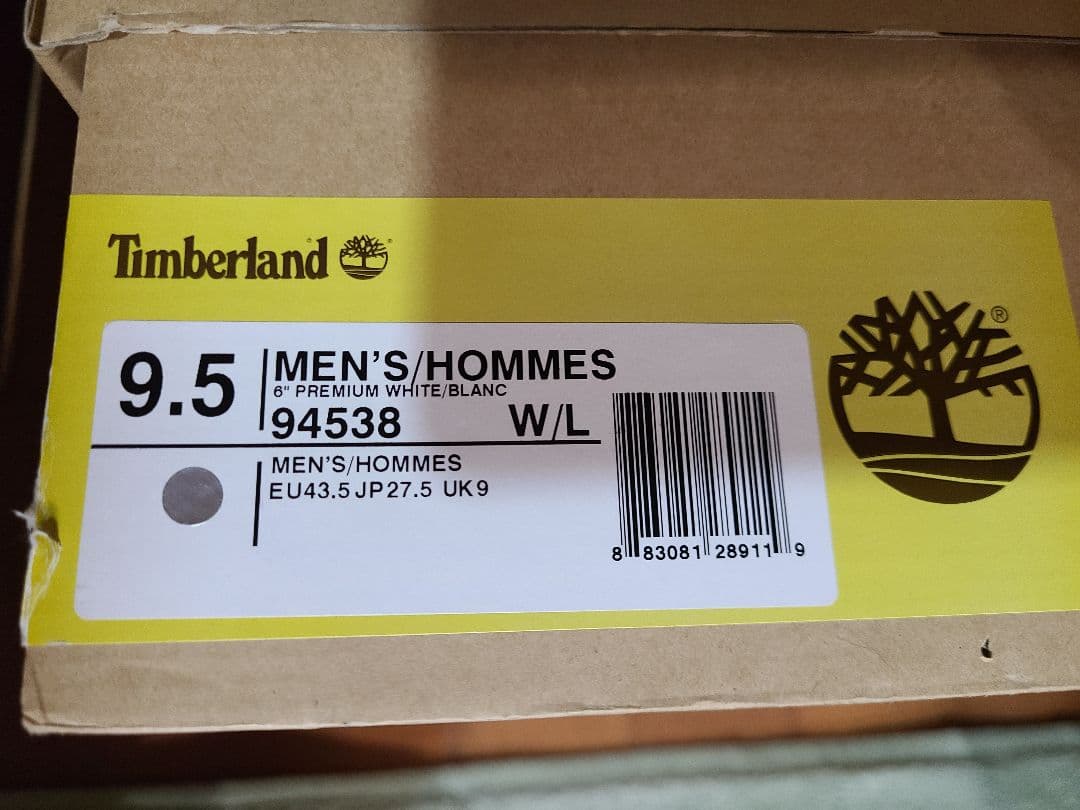 Timberland
9.5
MEN'S/HOMMES
6" PREMIUM WHITE/BLANC
94538 W/L
MEN'S/HOMMES
EU43.5 JP27.5 UK9
8 83081 28911 9
®